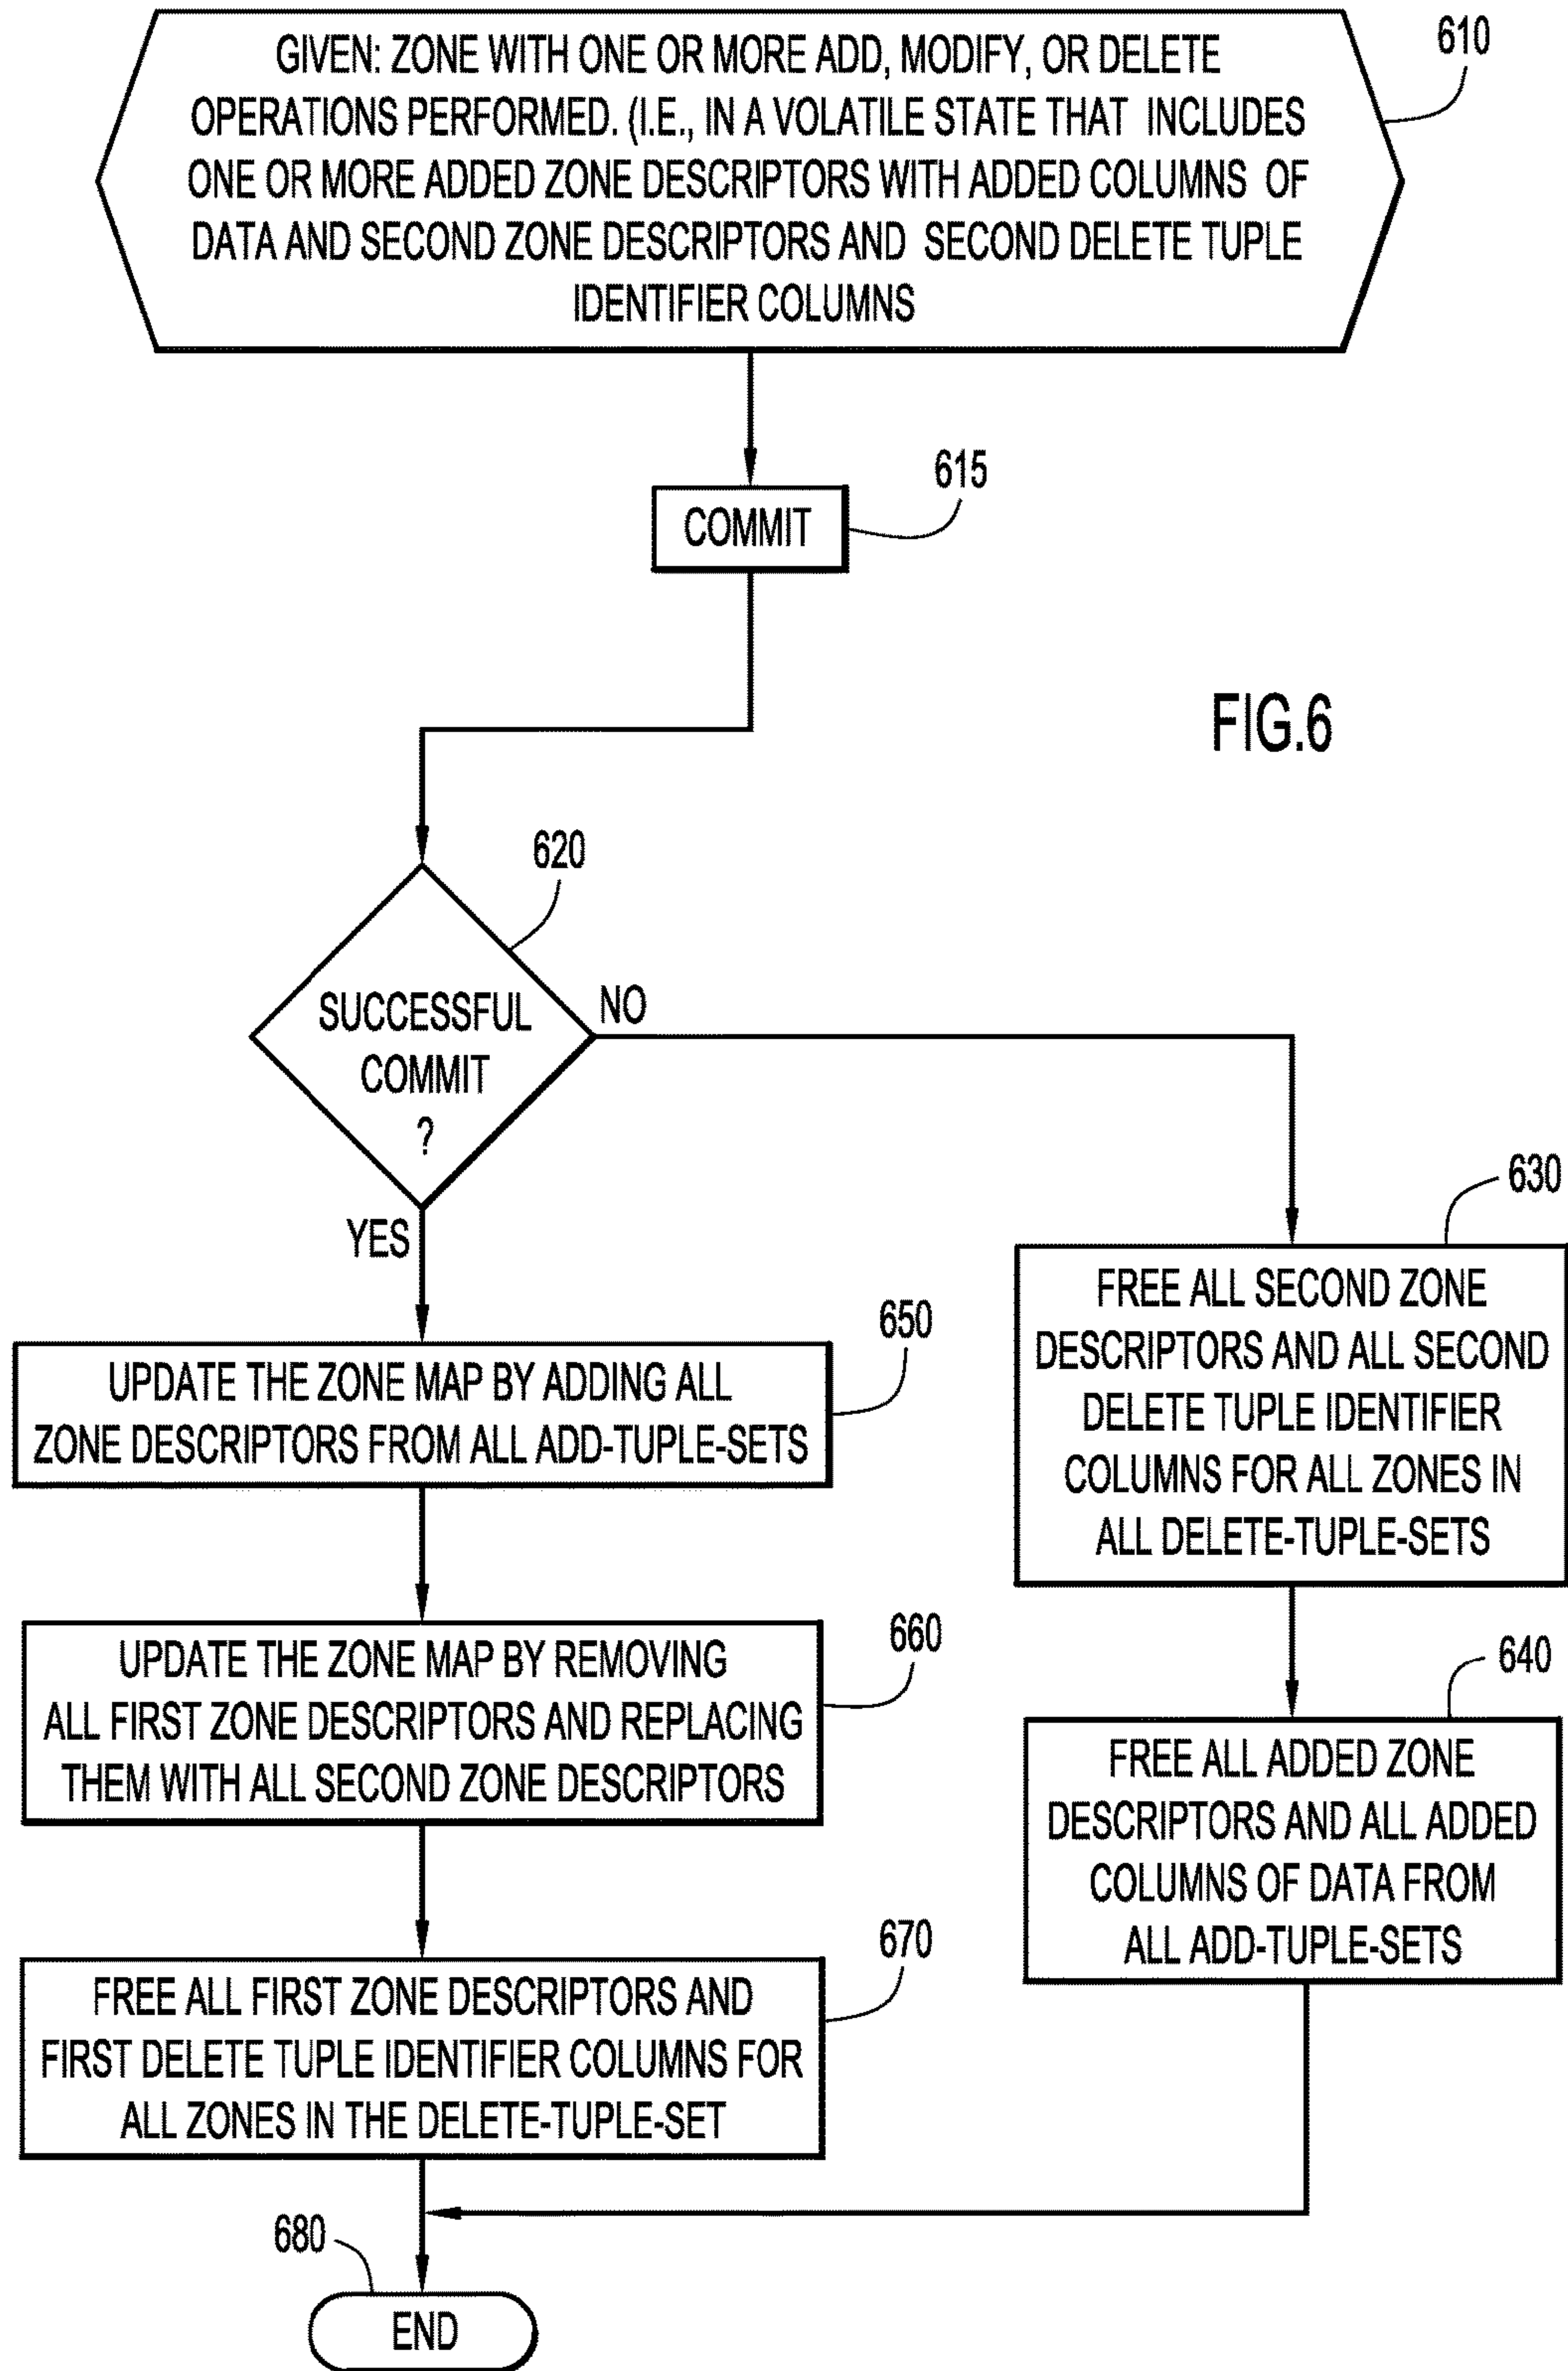 GIVEN: ZONE WITH ONE OR MORE ADD, MODIFY, OR DELETE
OPERATIONS PERFORMED. (I.E., IN A VOLATILE STATE THAT INCLUDES
ONE OR MORE ADDED ZONE DESCRIPTORS WITH ADDED COLUMNS OF
DATA AND SECOND ZONE DESCRIPTORS AND SECOND DELETE TUPLE
IDENTIFIER COLUMNS
610
COMMIT
615
FIG.6
620
SUCCESSFUL
COMMIT
?
NO
YES
630
FREE ALL SECOND ZONE
DESCRIPTORS AND ALL SECOND
DELETE TUPLE IDENTIFIER
COLUMNS FOR ALL ZONES IN
ALL DELETE-TUPLE-SETS
650
UPDATE THE ZONE MAP BY ADDING ALL
ZONE DESCRIPTORS FROM ALL ADD-TUPLE-SETS
660
UPDATE THE ZONE MAP BY REMOVING
ALL FIRST ZONE DESCRIPTORS AND REPLACING
THEM WITH ALL SECOND ZONE DESCRIPTORS
640
FREE ALL ADDED ZONE
DESCRIPTORS AND ALL ADDED
COLUMNS OF DATA FROM
ALL ADD-TUPLE-SETS
670
FREE ALL FIRST ZONE DESCRIPTORS AND
FIRST DELETE TUPLE IDENTIFIER COLUMNS FOR
ALL ZONES IN THE DELETE-TUPLE-SET
680
END